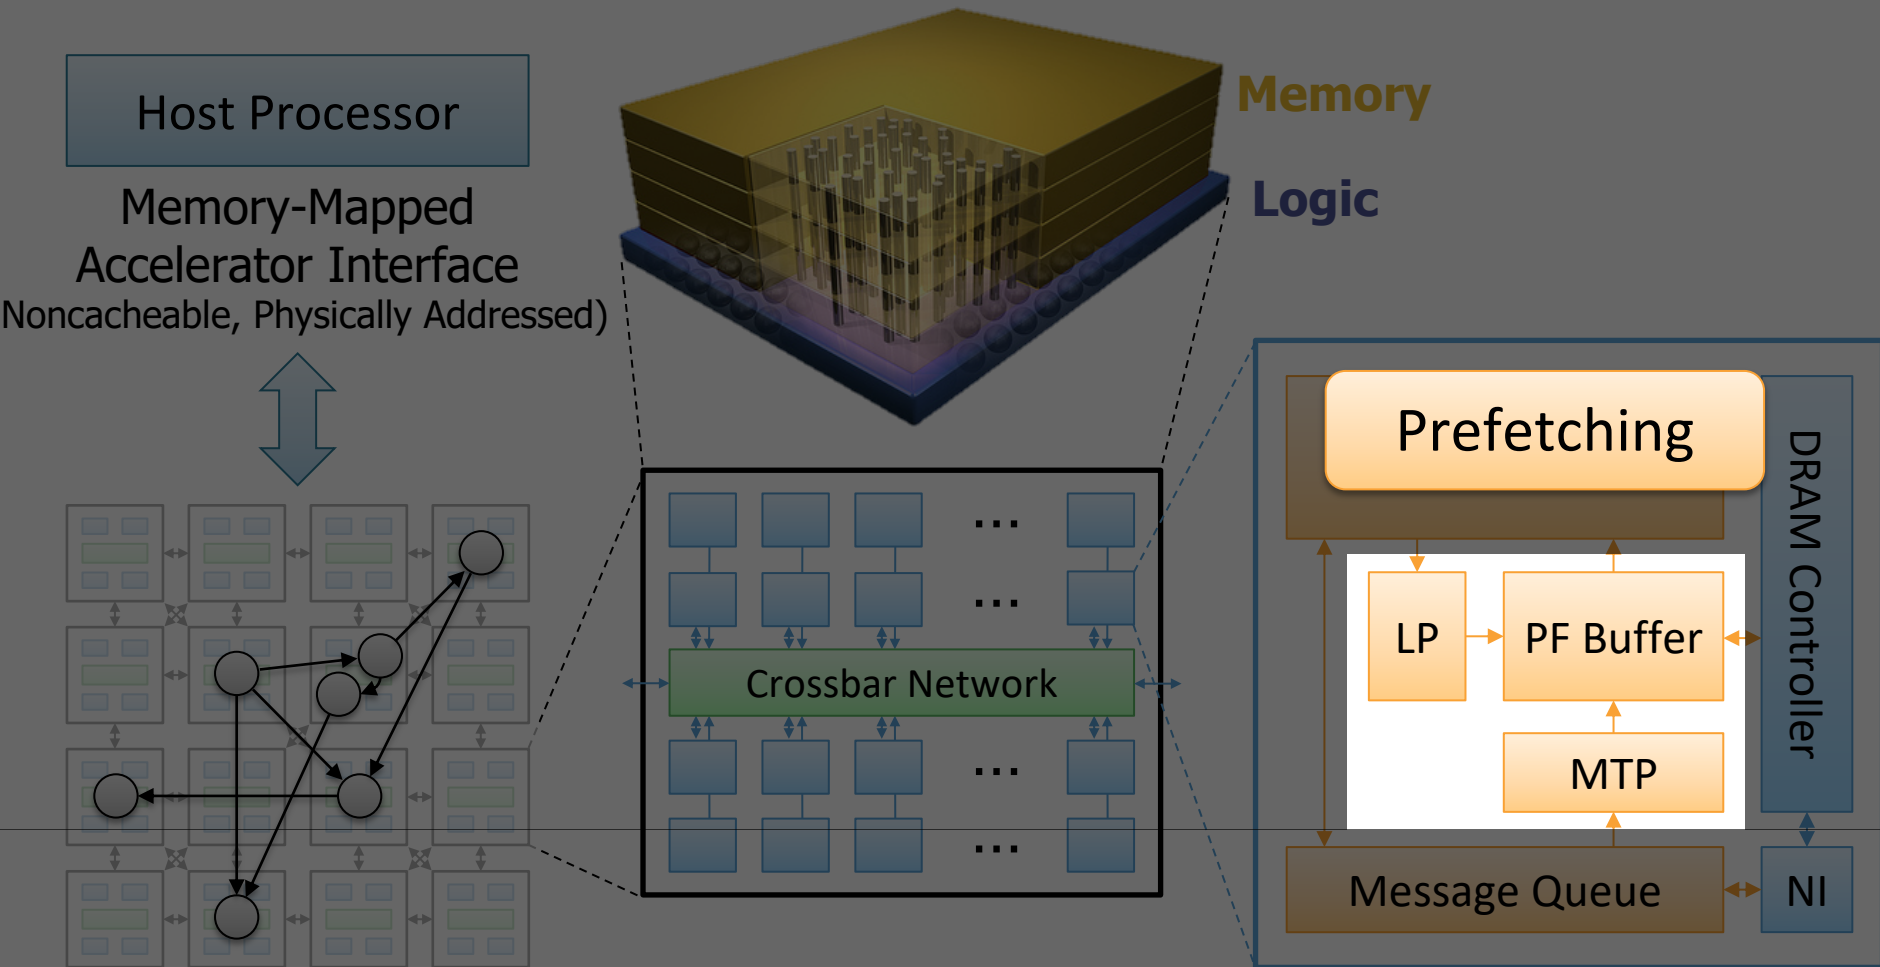 Host Processor
Memory-Mapped
Accelerator Interface
Noncacheable, Physically Addressed)
Memory
Logic
...
...
Crossbar Network
...
...
Prefetching
LP
PF Buffer
MTP
Message Queue
DRAM Controller
NI